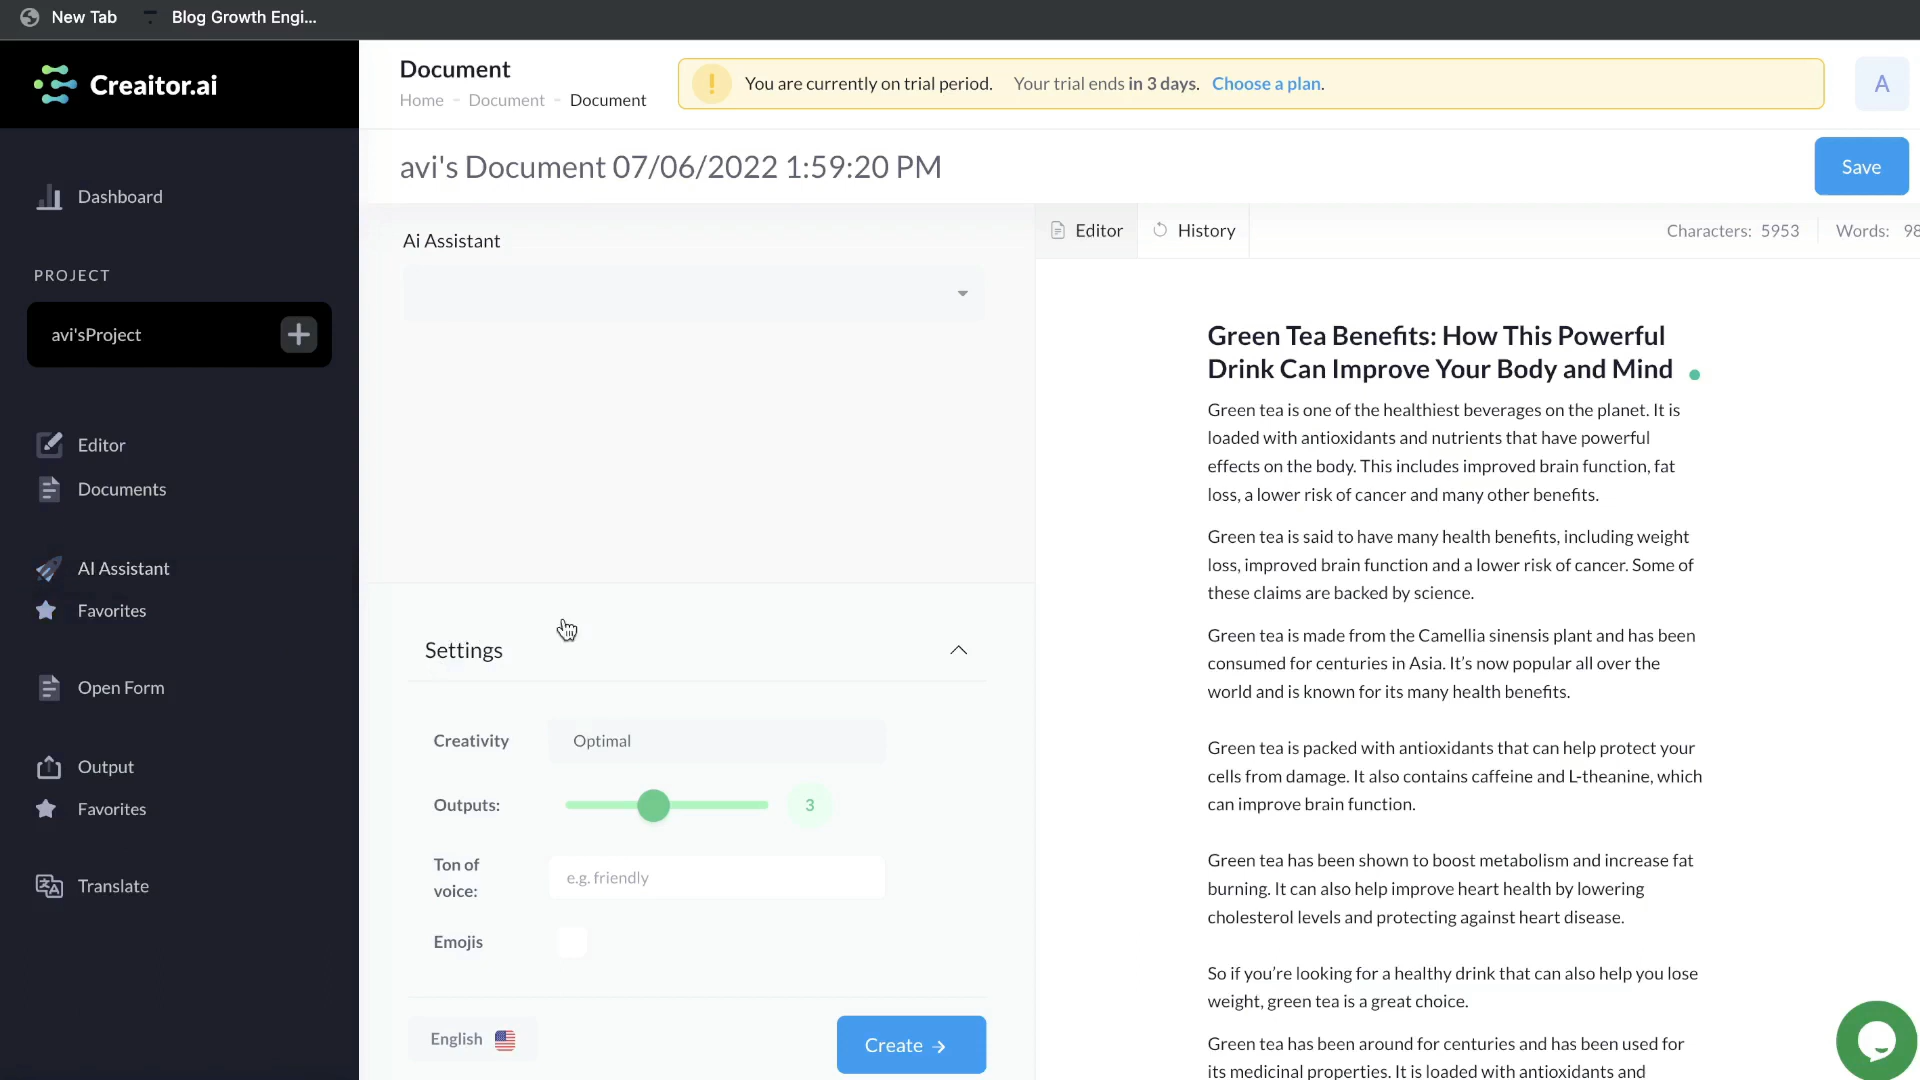 New Tab
Blog Growth Engi...
Creaitor.ai
Document
Home - Document - Document
! You are currently on trial period. Your trial ends in 3 days. Choose a plan.
A
avi's Document 07/06/2022 1:59:20 PM
Save
Dashboard
PROJECT
avi'sProject
Editor
Documents
AI Assistant
Favorites
Open Form
Output
Favorites
Translate
Ai Assistant
Settings
Creativity
Optimal
Outputs:
3
Ton of
voice:
e.g. friendly
Emojis
English
Create →
Editor
History
Characters: 5953
Words: 98
Green Tea Benefits: How This Powerful
Drink Can Improve Your Body and Mind
Green tea is one of the healthiest beverages on the planet. It is
loaded with antioxidants and nutrients that have powerful
effects on the body. This includes improved brain function, fat
loss, a lower risk of cancer and many other benefits.
Green tea is said to have many health benefits, including weight
loss, improved brain function and a lower risk of cancer. Some of
these claims are backed by science.
Green tea is made from the Camellia sinensis plant and has been
consumed for centuries in Asia. It's now popular all over the
world and is known for its many health benefits.
Green tea is packed with antioxidants that can help protect your
cells from damage. It also contains caffeine and L-theanine, which
can improve brain function.
Green tea has been shown to boost metabolism and increase fat
burning. It can also help improve heart health by lowering
cholesterol levels and protecting against heart disease.
So if you're looking for a healthy drink that can also help you lose
weight, green tea is a great choice.
Green tea has been around for centuries and has been used for
its medicinal properties. It is loaded with antioxidants and